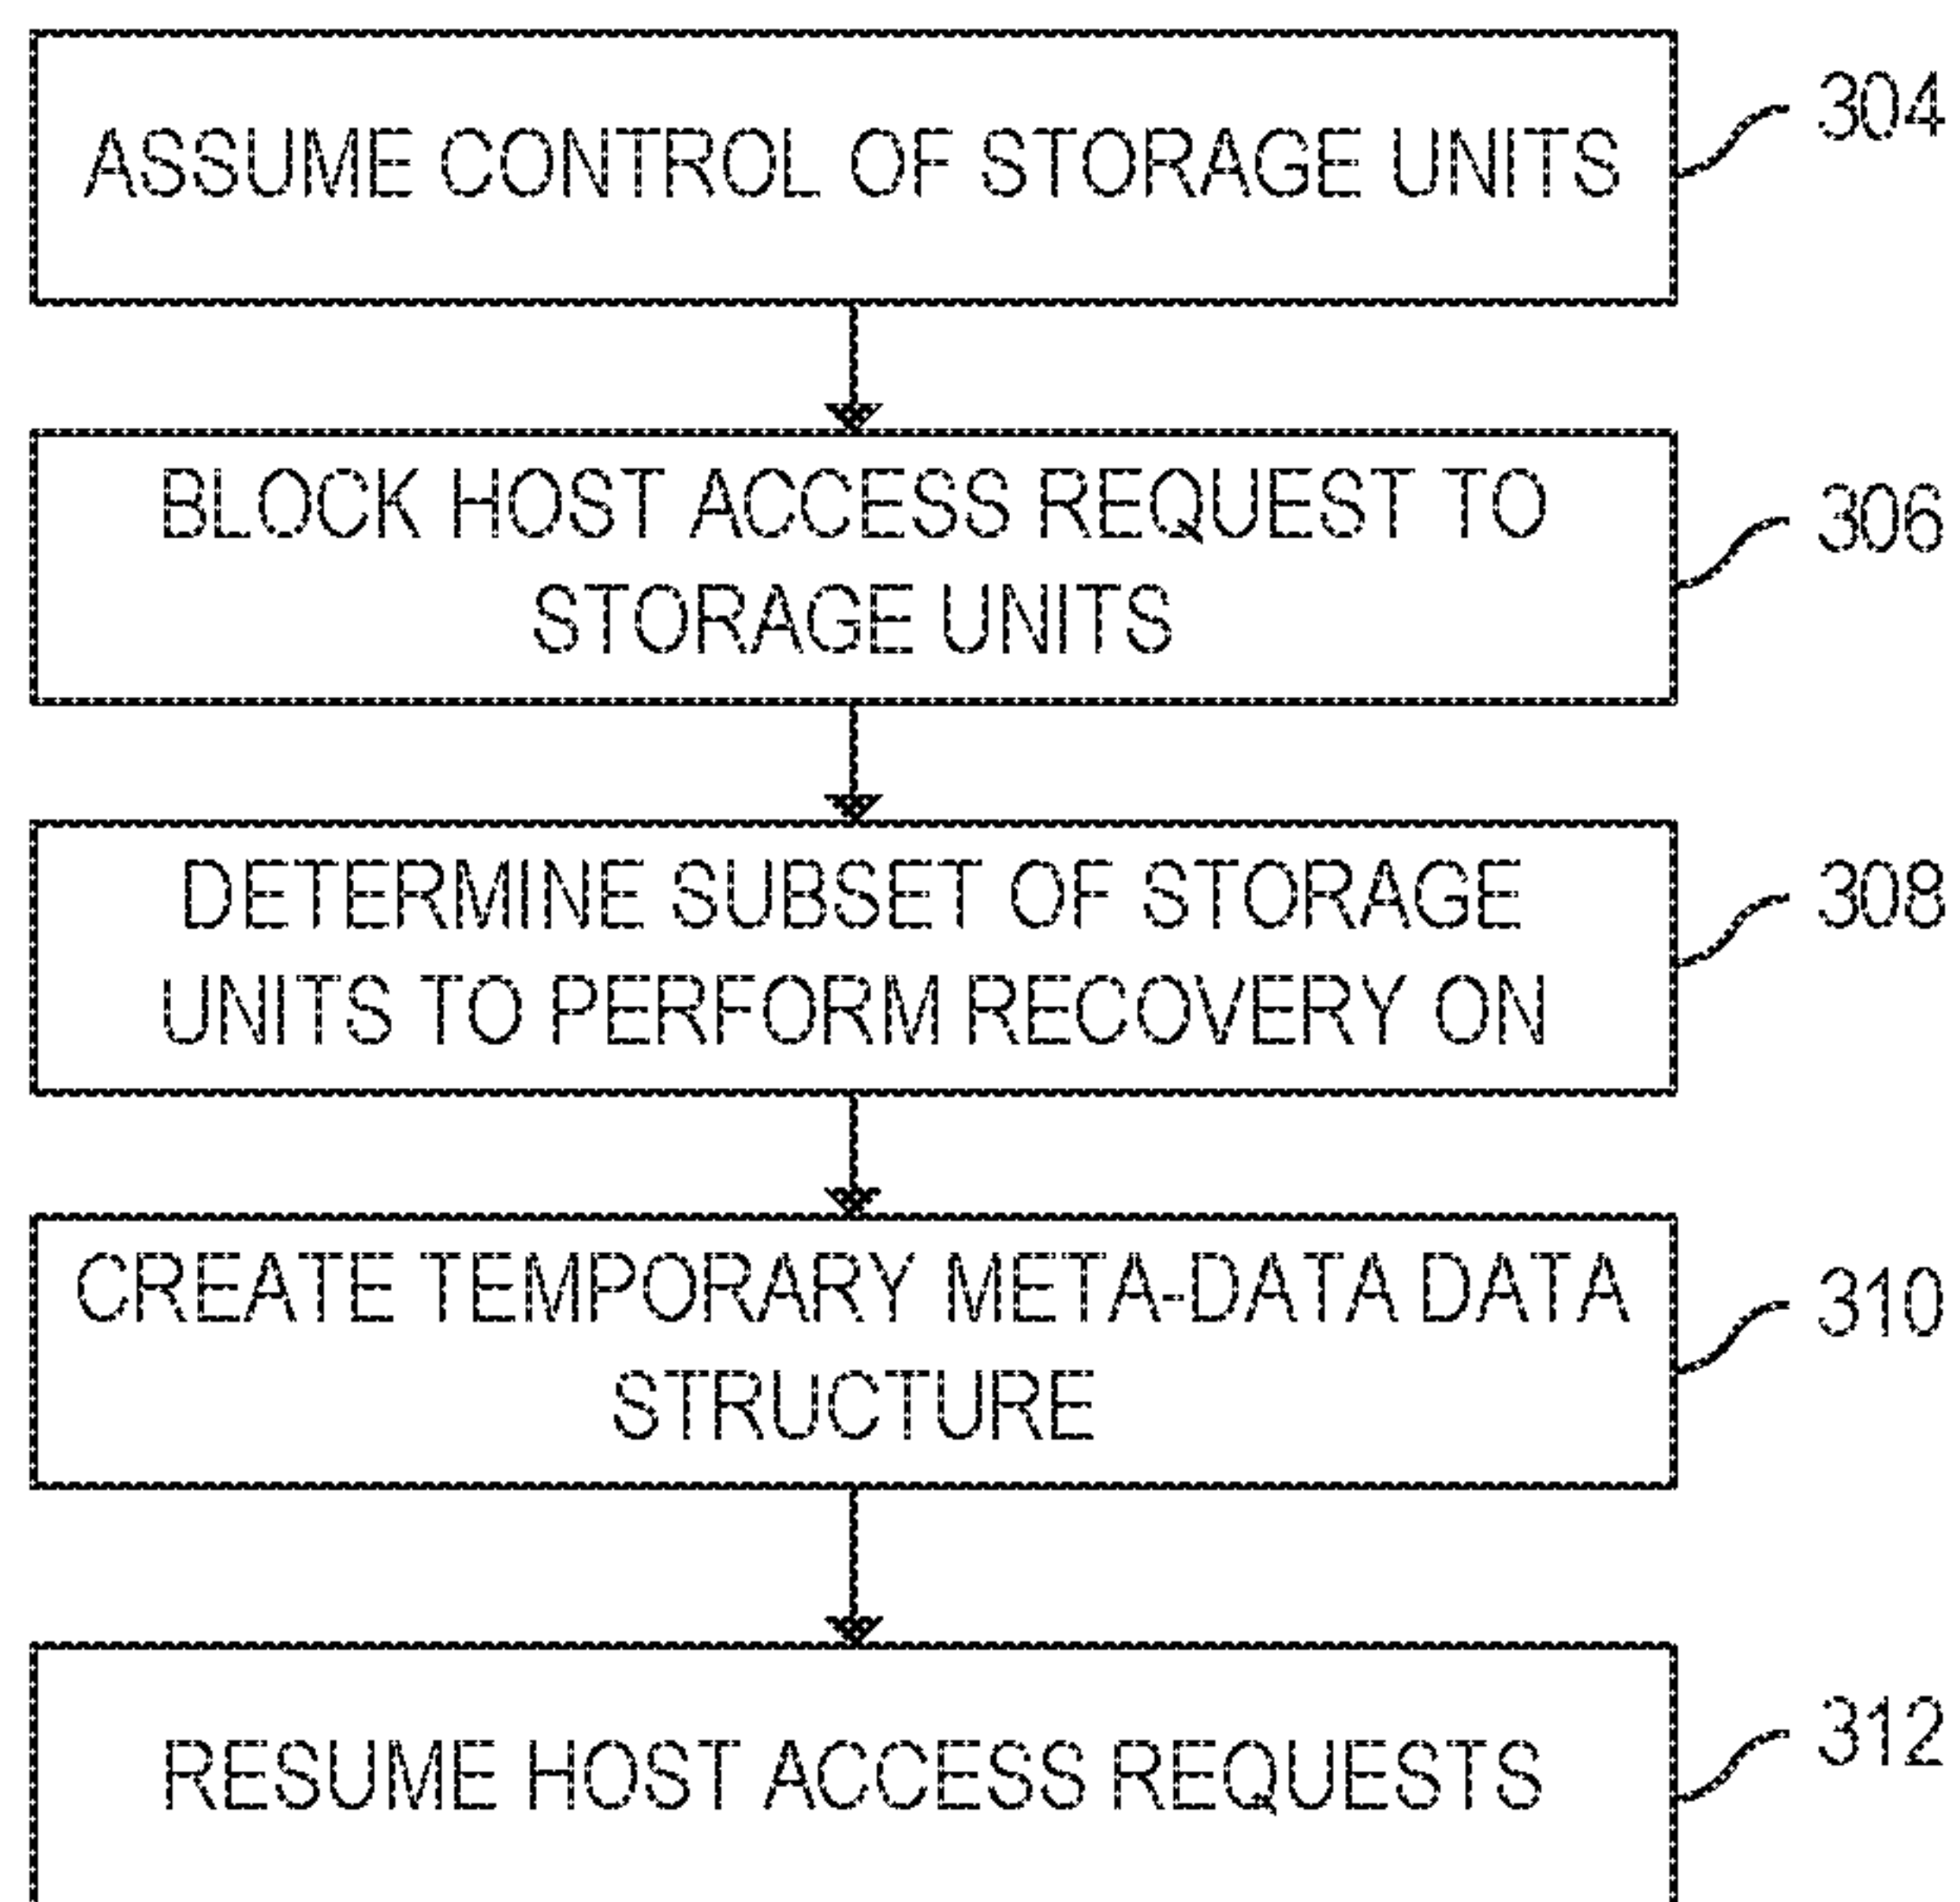 ASSUME CONTROL OF STORAGE UNITS
304
BLOCK HOST ACCESS REQUEST TO
STORAGE UNITS
306
DETERMINE SUBSET OF STORAGE
UNITS TO PERFORM RECOVERY ON
308
CREATE TEMPORARY META-DATA DATA
STRUCTURE
310
RESUME HOST ACCESS REQUESTS
312